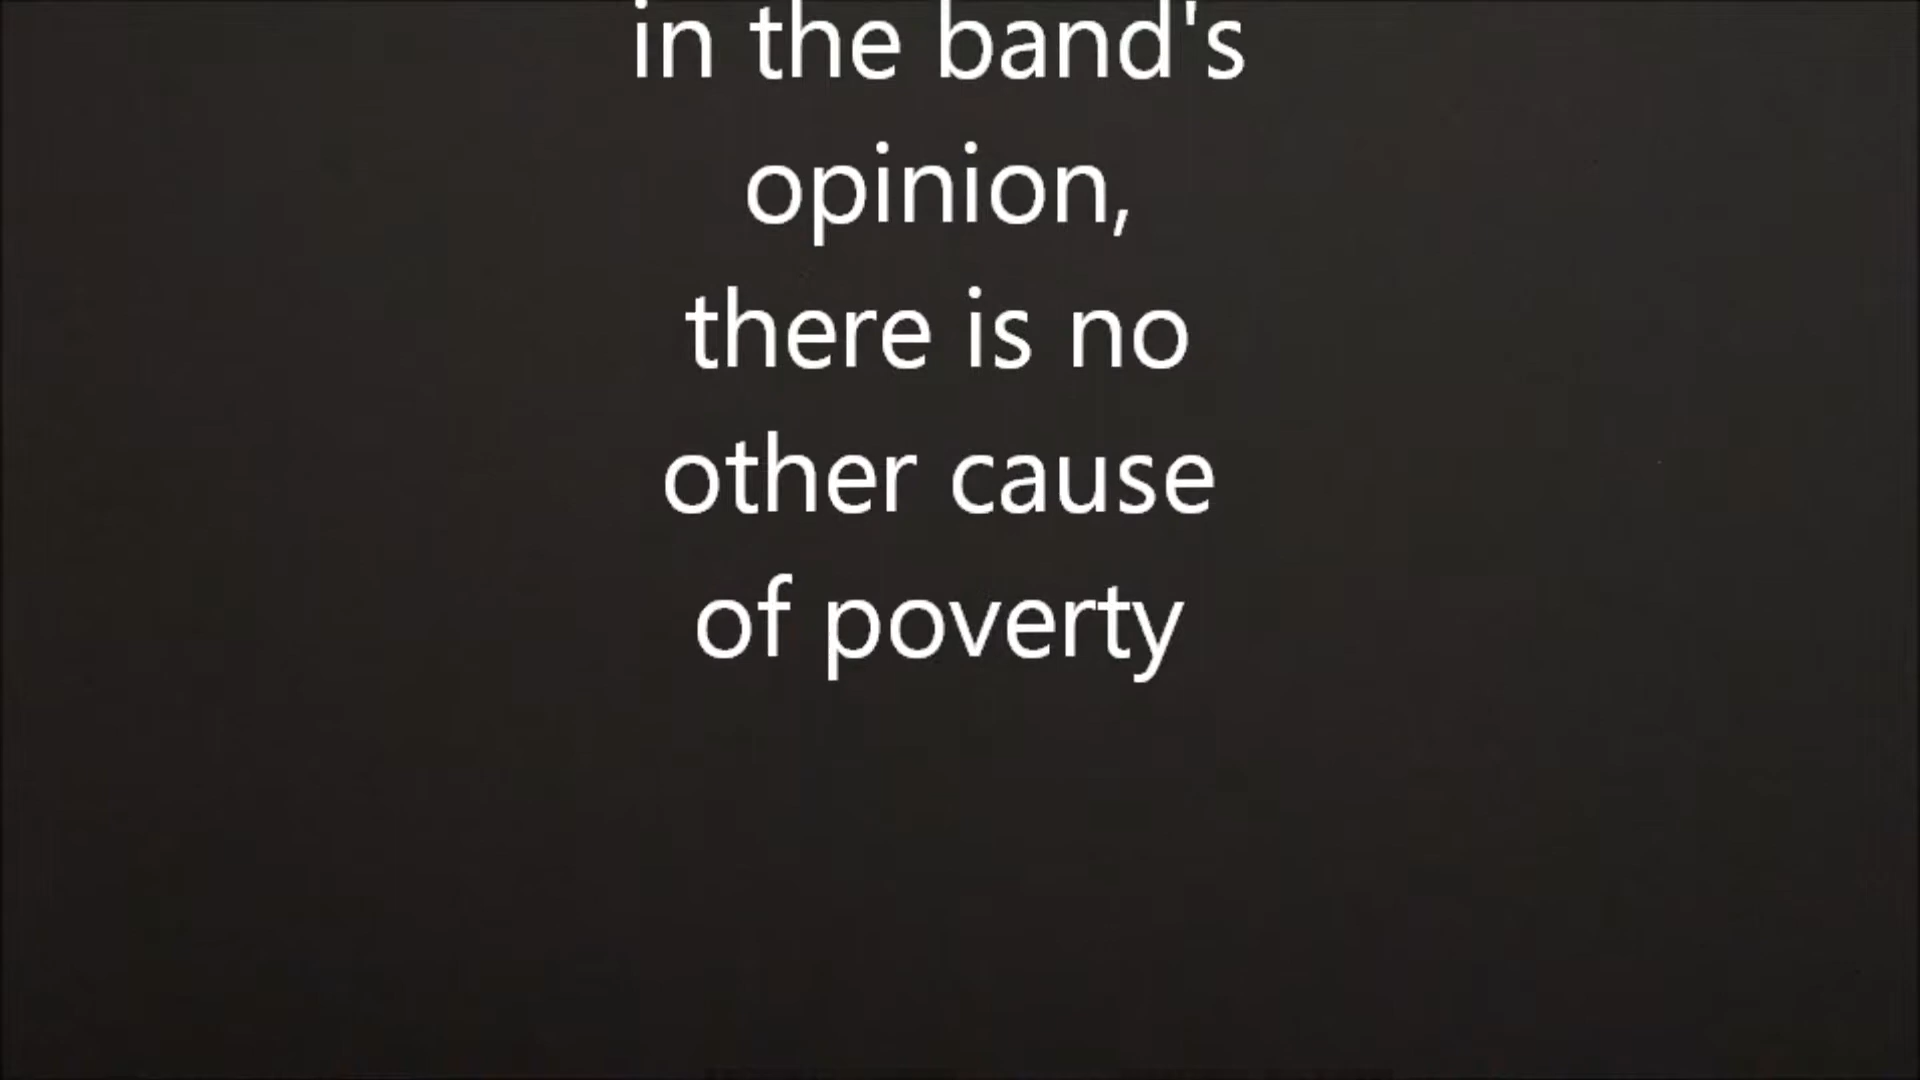 in the band's
opinion,
there is no
other cause
of poverty